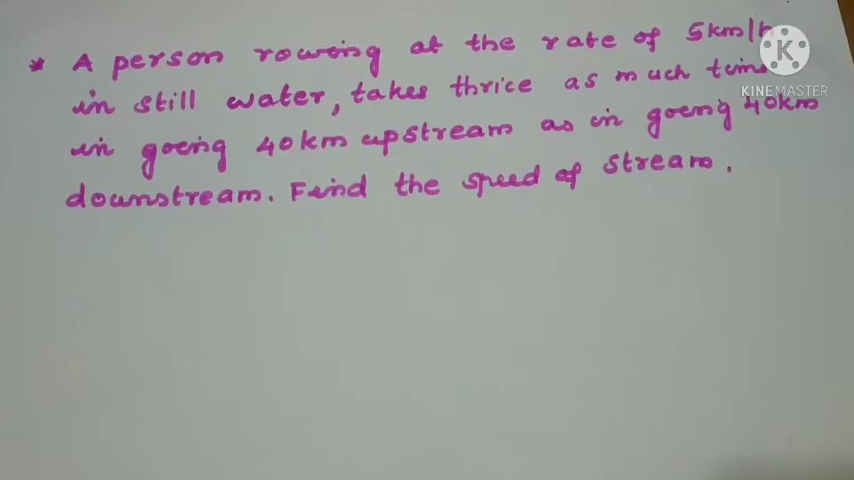 * A person rowing at the rate of 5km/h
in still water, takes thrice as much time
in going 40km upstream as in going 40km
downstream. Find the speed of stream.
K
KINEMASTER